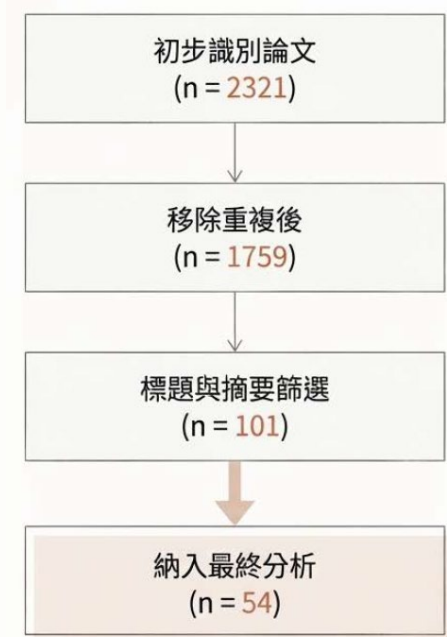 初步識別論文
(n = 2321)
移除重複後
(n = 1759)
標題與摘要篩選
(n = 101)
納入最終分析
(n = 54)